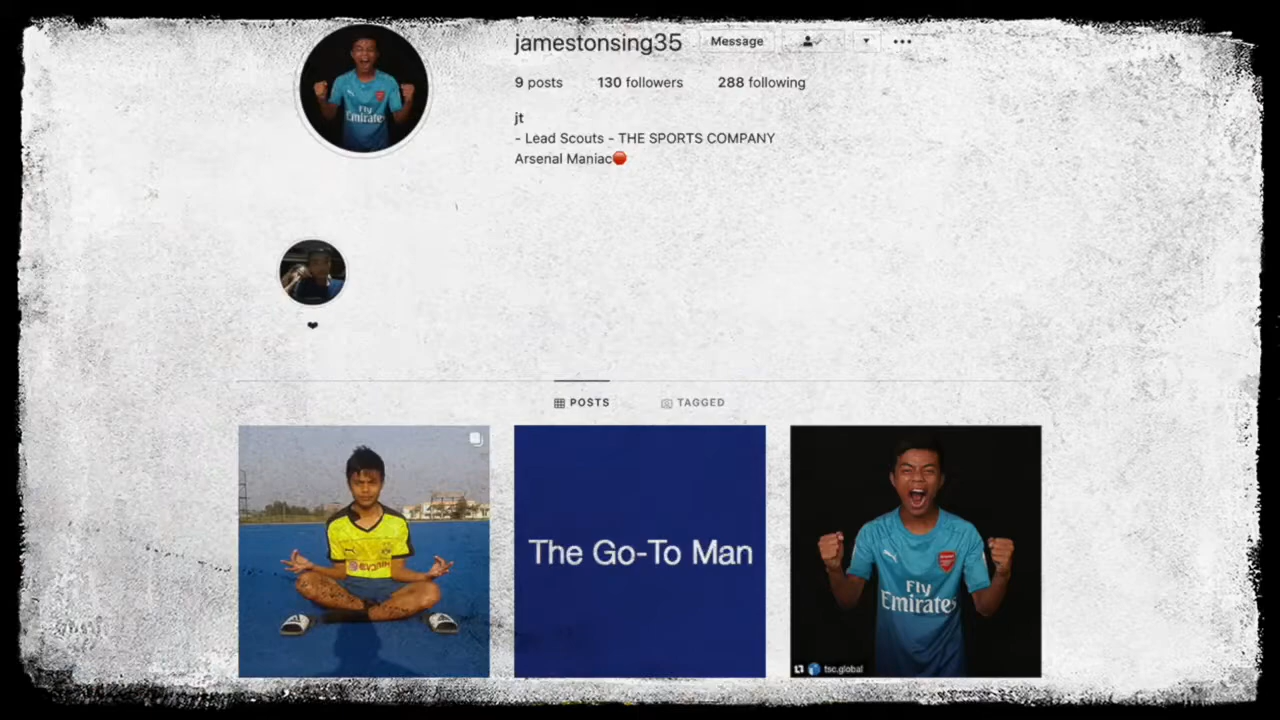 jamestonsing35 Message
9 posts 130 followers 288 following
jt
- Lead Scouts - THE SPORTS COMPANY
Arsenal Maniac
POSTS TAGGED
The Go-To Man
Fly
Emirates
Fly
Emirates
tsc.global